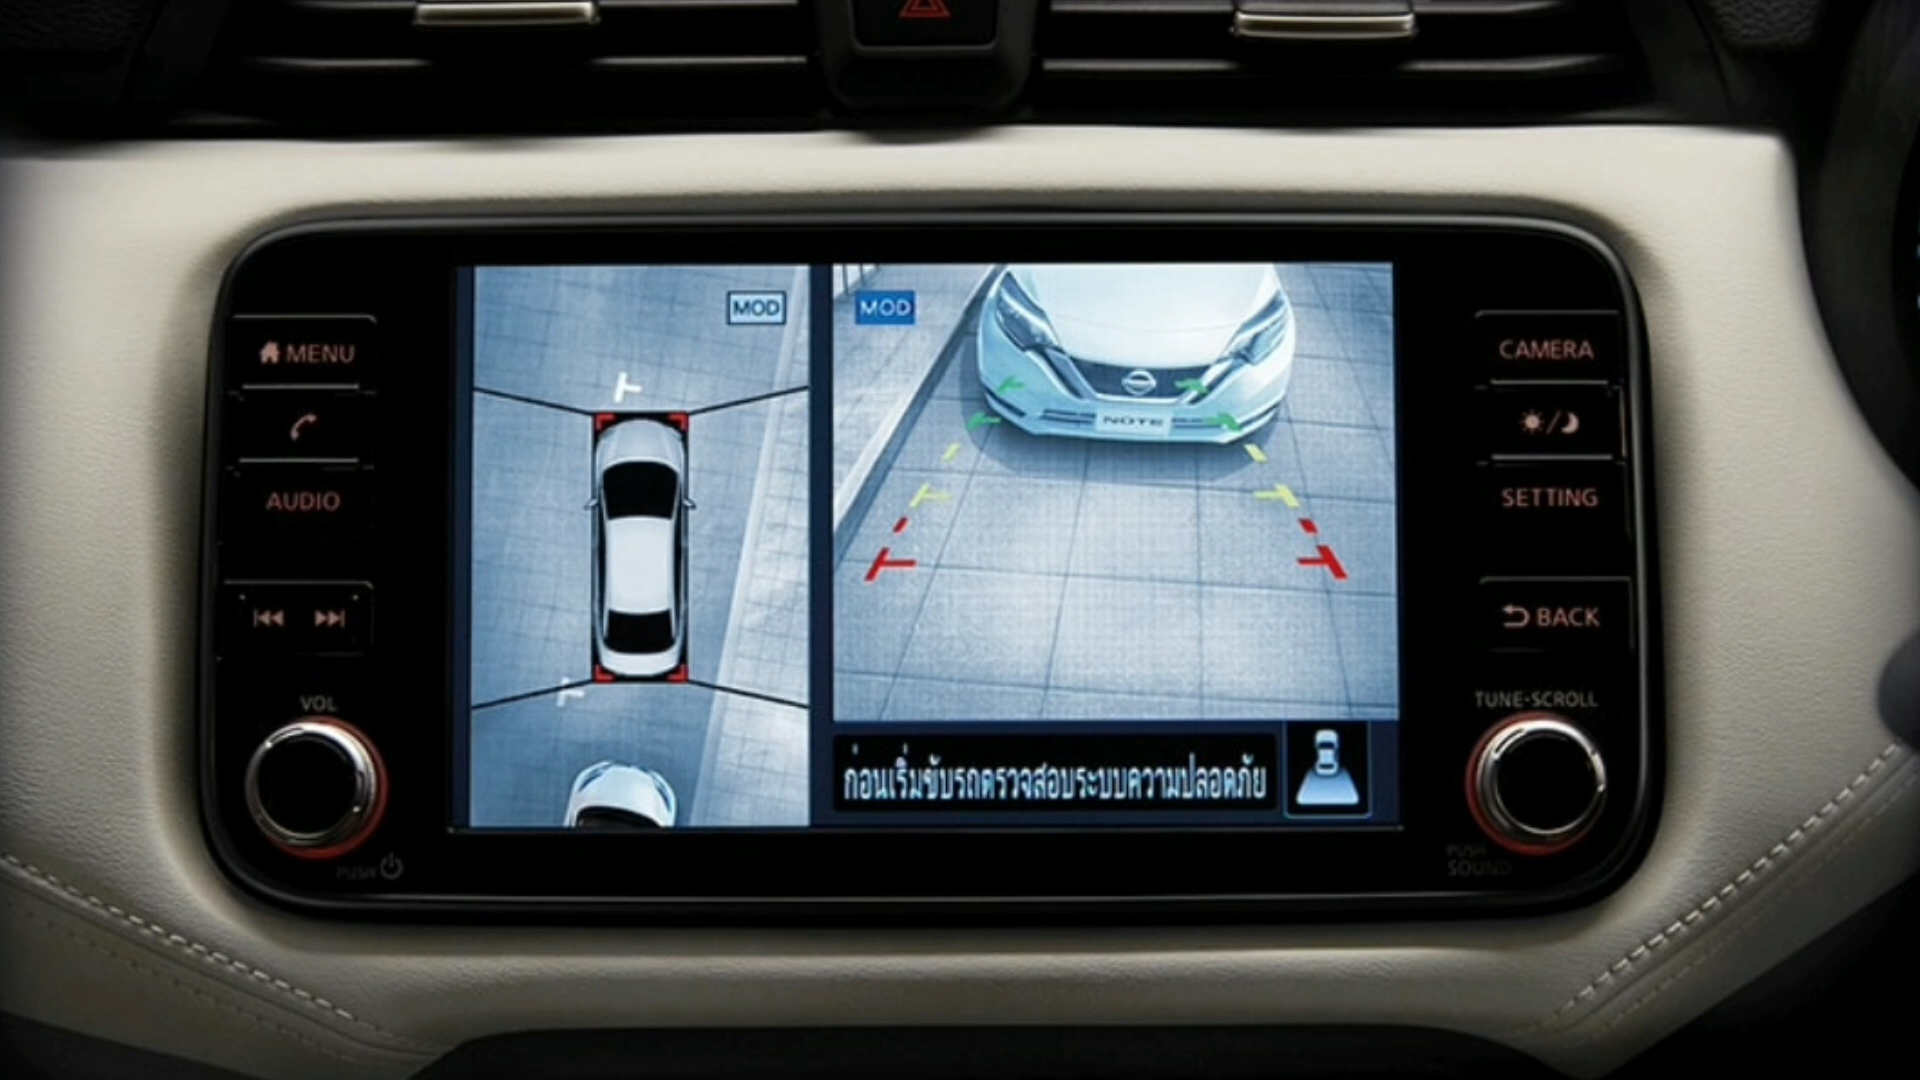 MENU
AUDIO
VOL
PUSH
MOD
MOD
NOTE
ก่อนเริ่มขับรถตรวจสอบระบบความปลอดภัย
CAMERA
SETTING
BACK
TUNE·SCROLL
PUSH
SOUND